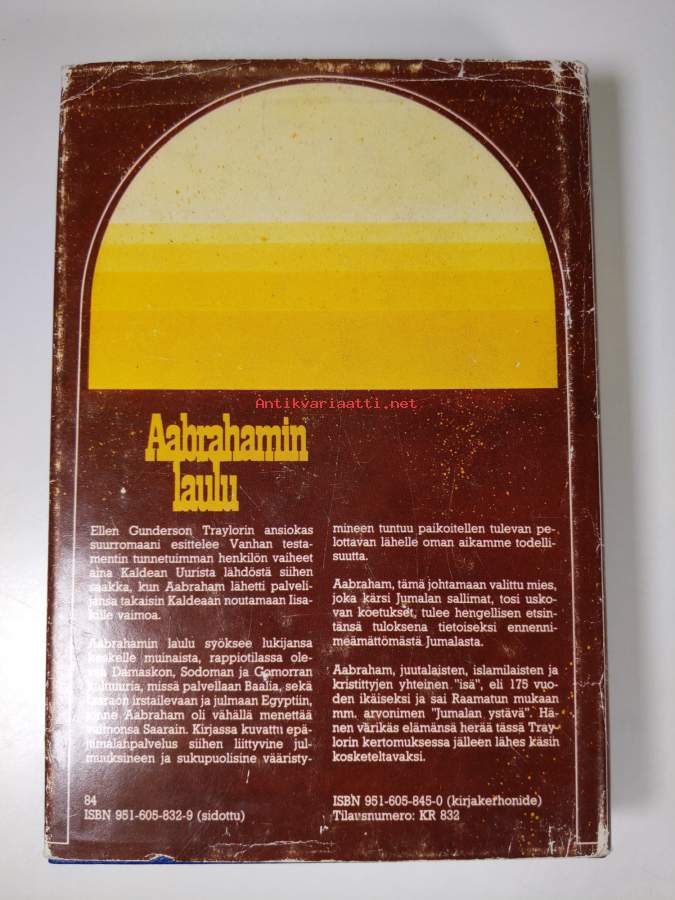 Antikvariaatti.net
Aabrahamin
laulu
Ellen Gunderson Traylorin ansiokas
suurromaani esittelee Vanhan testa-
mentin tunnetuimman henkilön vaiheet
aina Kaldean Uurista lähdöstä siihen
saakka, kun Aabraham lähetti palveli-
jansa takaisin Kaldeaan noutamaan Iisa-
kille vaimoa.
Aabrahamin laulu syöksee lukijansa
keskelle muinaista, rappiotilassa ole-
Damaskon, Sodoman ja Gomorran
kulttuuria, missä palvellaan Baalia, sekä
faraon irstailevaan ja julmaan Egyptiin,
jonne Aabraham oli vähällä menettää
vaimonsa Saarain. Kirjassa kuvattu epä-
jumalanpalvelus siihen liittyvine jul-
muuksineen ja sukupuolisine vääristy-
mineen tuntuu paikoitellen tulevan pe-
lottavan lähelle oman aikamme todelli-
suutta.
Aabraham, tämä johtamaan valittu mies,
joka kärsi Jumalan sallimat, tosi usko-
van koetukset, tulee hengellisen etsin-
tänsä tuloksena tietoiseksi ennenni-
meämättömästä Jumalasta.
Aabraham, juutalaisten, islamilaisten ja
kristittyjen yhteinen "isä", eli 175 vuo-
den ikäiseksi ja sai Raamatun mukaan
mm. arvonimen "Jumalan ystävä". Hä-
nen värikäs elämänsä herää tässä Tray-
lorin kertomuksessa jälleen lähes käsin
kosketeltavaksi.
84
ISBN 951-605-832-9 (sidottu)
ISBN 951-605-845-0 (kirjakerhonide)
Tilausnumero: KR 832